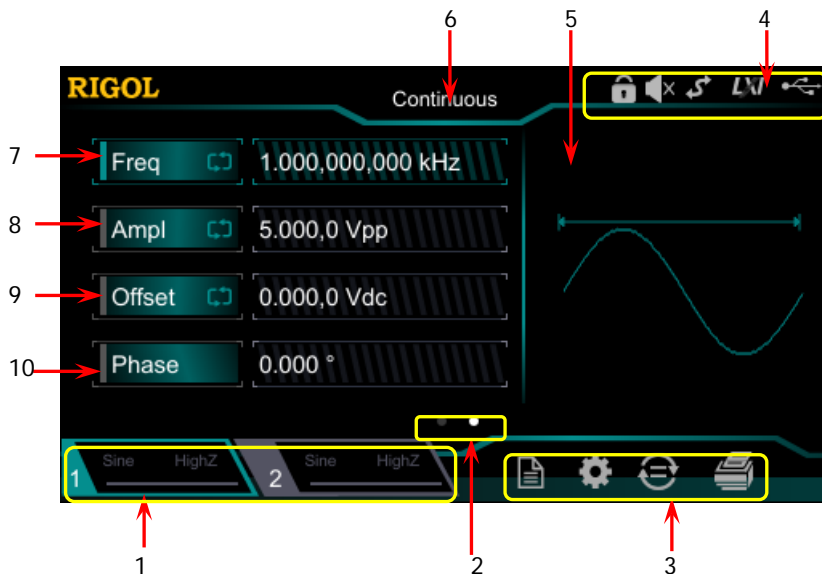 6 5 4
RIGOL
Continuous
LXI
7 Freq 1.000,000,000 kHz
8 Ampl 5.000,0 Vpp
9 Offset 0.000,0 Vdc
10 Phase 0.000 °
1 Sine HighZ 2 Sine HighZ
1 2 3